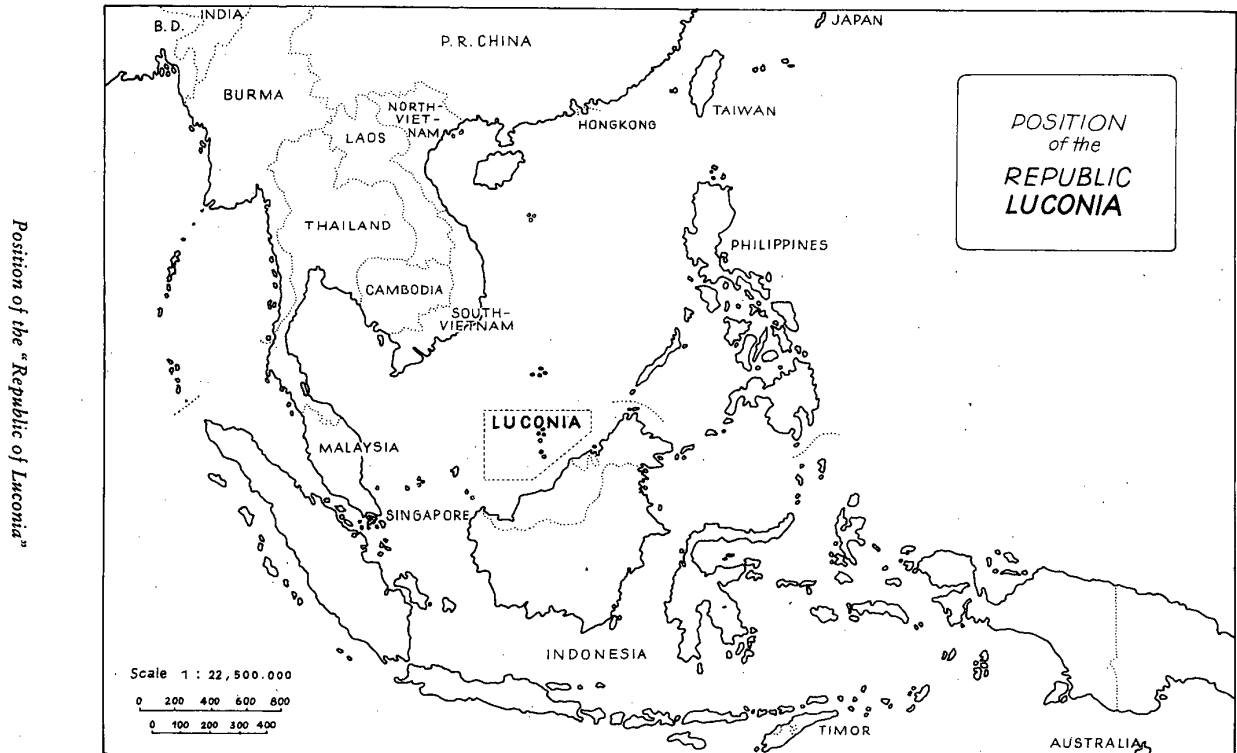 Position of the "Republic of Luconia"
INDIA
B.D.
P.R. CHINA
JAPAN
BURMA
NORTH-
VIET-
NAM
LAOS
HONGKONG
TAIWAN
POSITION
of the
REPUBLIC
LUCONIA
THAILAND
PHILIPPINES
CAMBODIA
SOUTH-
VIETNAM
LUCONIA
MALAYSIA
SINGAPORE
INDONESIA
Scale 1 : 22,500.000
0 200 400 600 800
0 100 200 300 400
TIMOR
AUSTRALIA